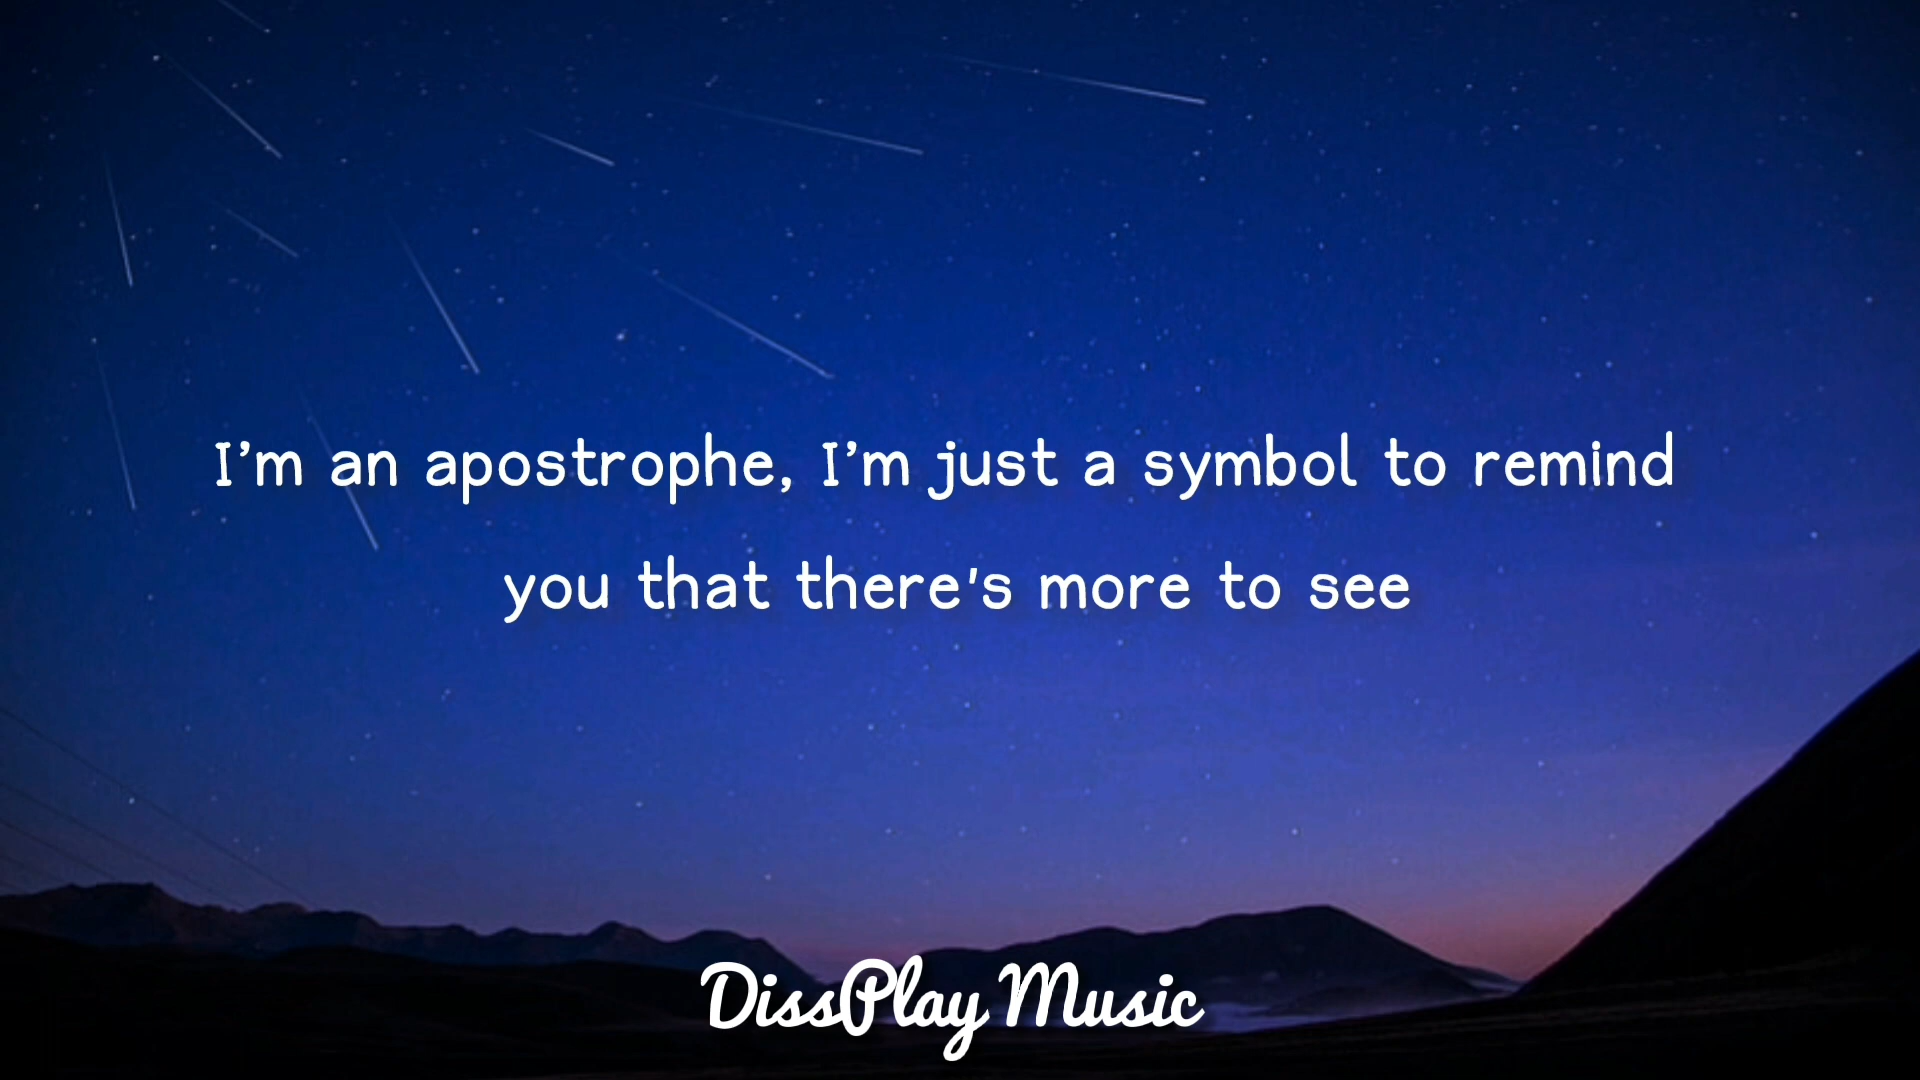 I’m an apostrophe, I’m just a symbol to remind
you that there's more to see
DissPlay Music